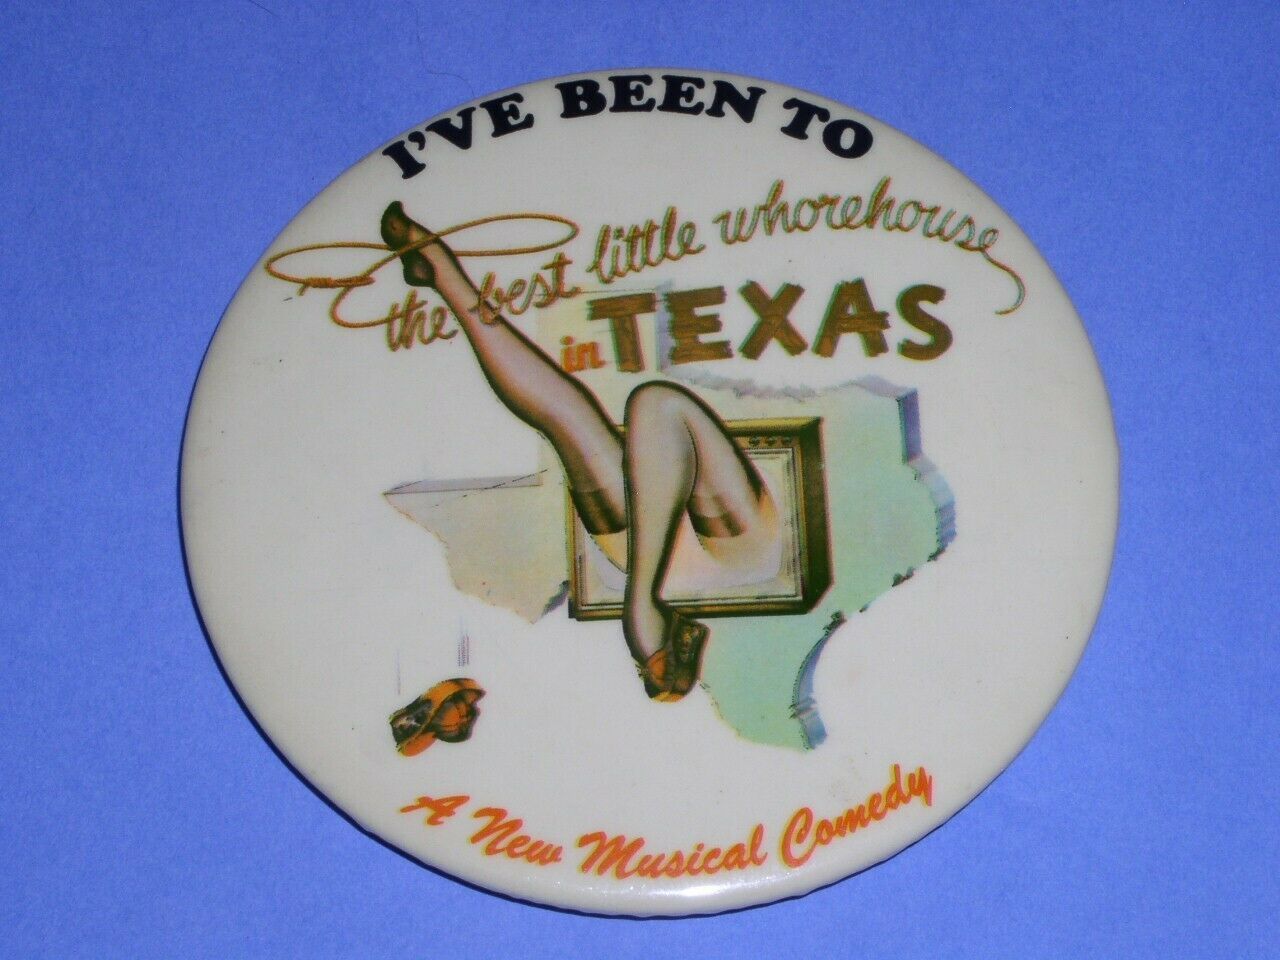 I'VE BEEN TO
the best little whorehouse
in TEXAS
A New Musical Comedy